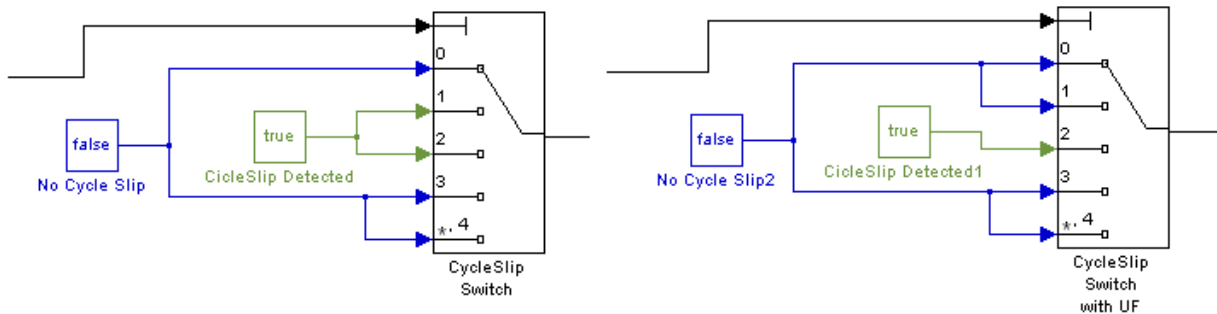 0
1
2
3
*, 4
false
No Cycle Slip
true
CicleSlip Detected
CycleSlip
Switch
0
1
2
3
*, 4
false
No Cycle Slip2
true
CicleSlip Detected1
CycleSlip
Switch
with UF